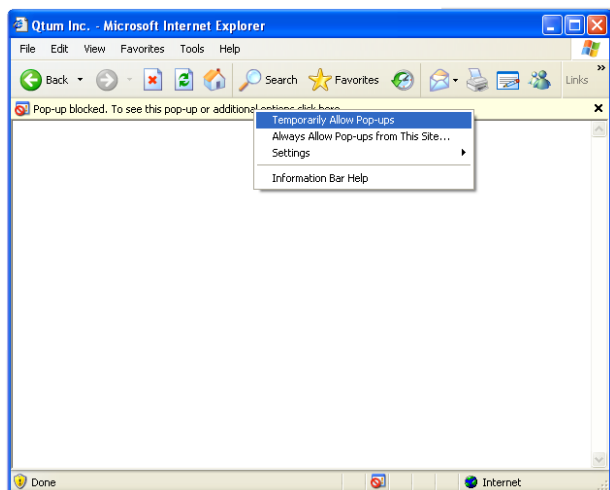 Qtum Inc. - Microsoft Internet Explorer
File Edit View Favorites Tools Help
Back Search Favorites Links »
Pop-up blocked. To see this pop-up or additional options click here...
Temporarily Allow Pop-ups
Always Allow Pop-ups from This Site...
Settings
Information Bar Help
Done Internet